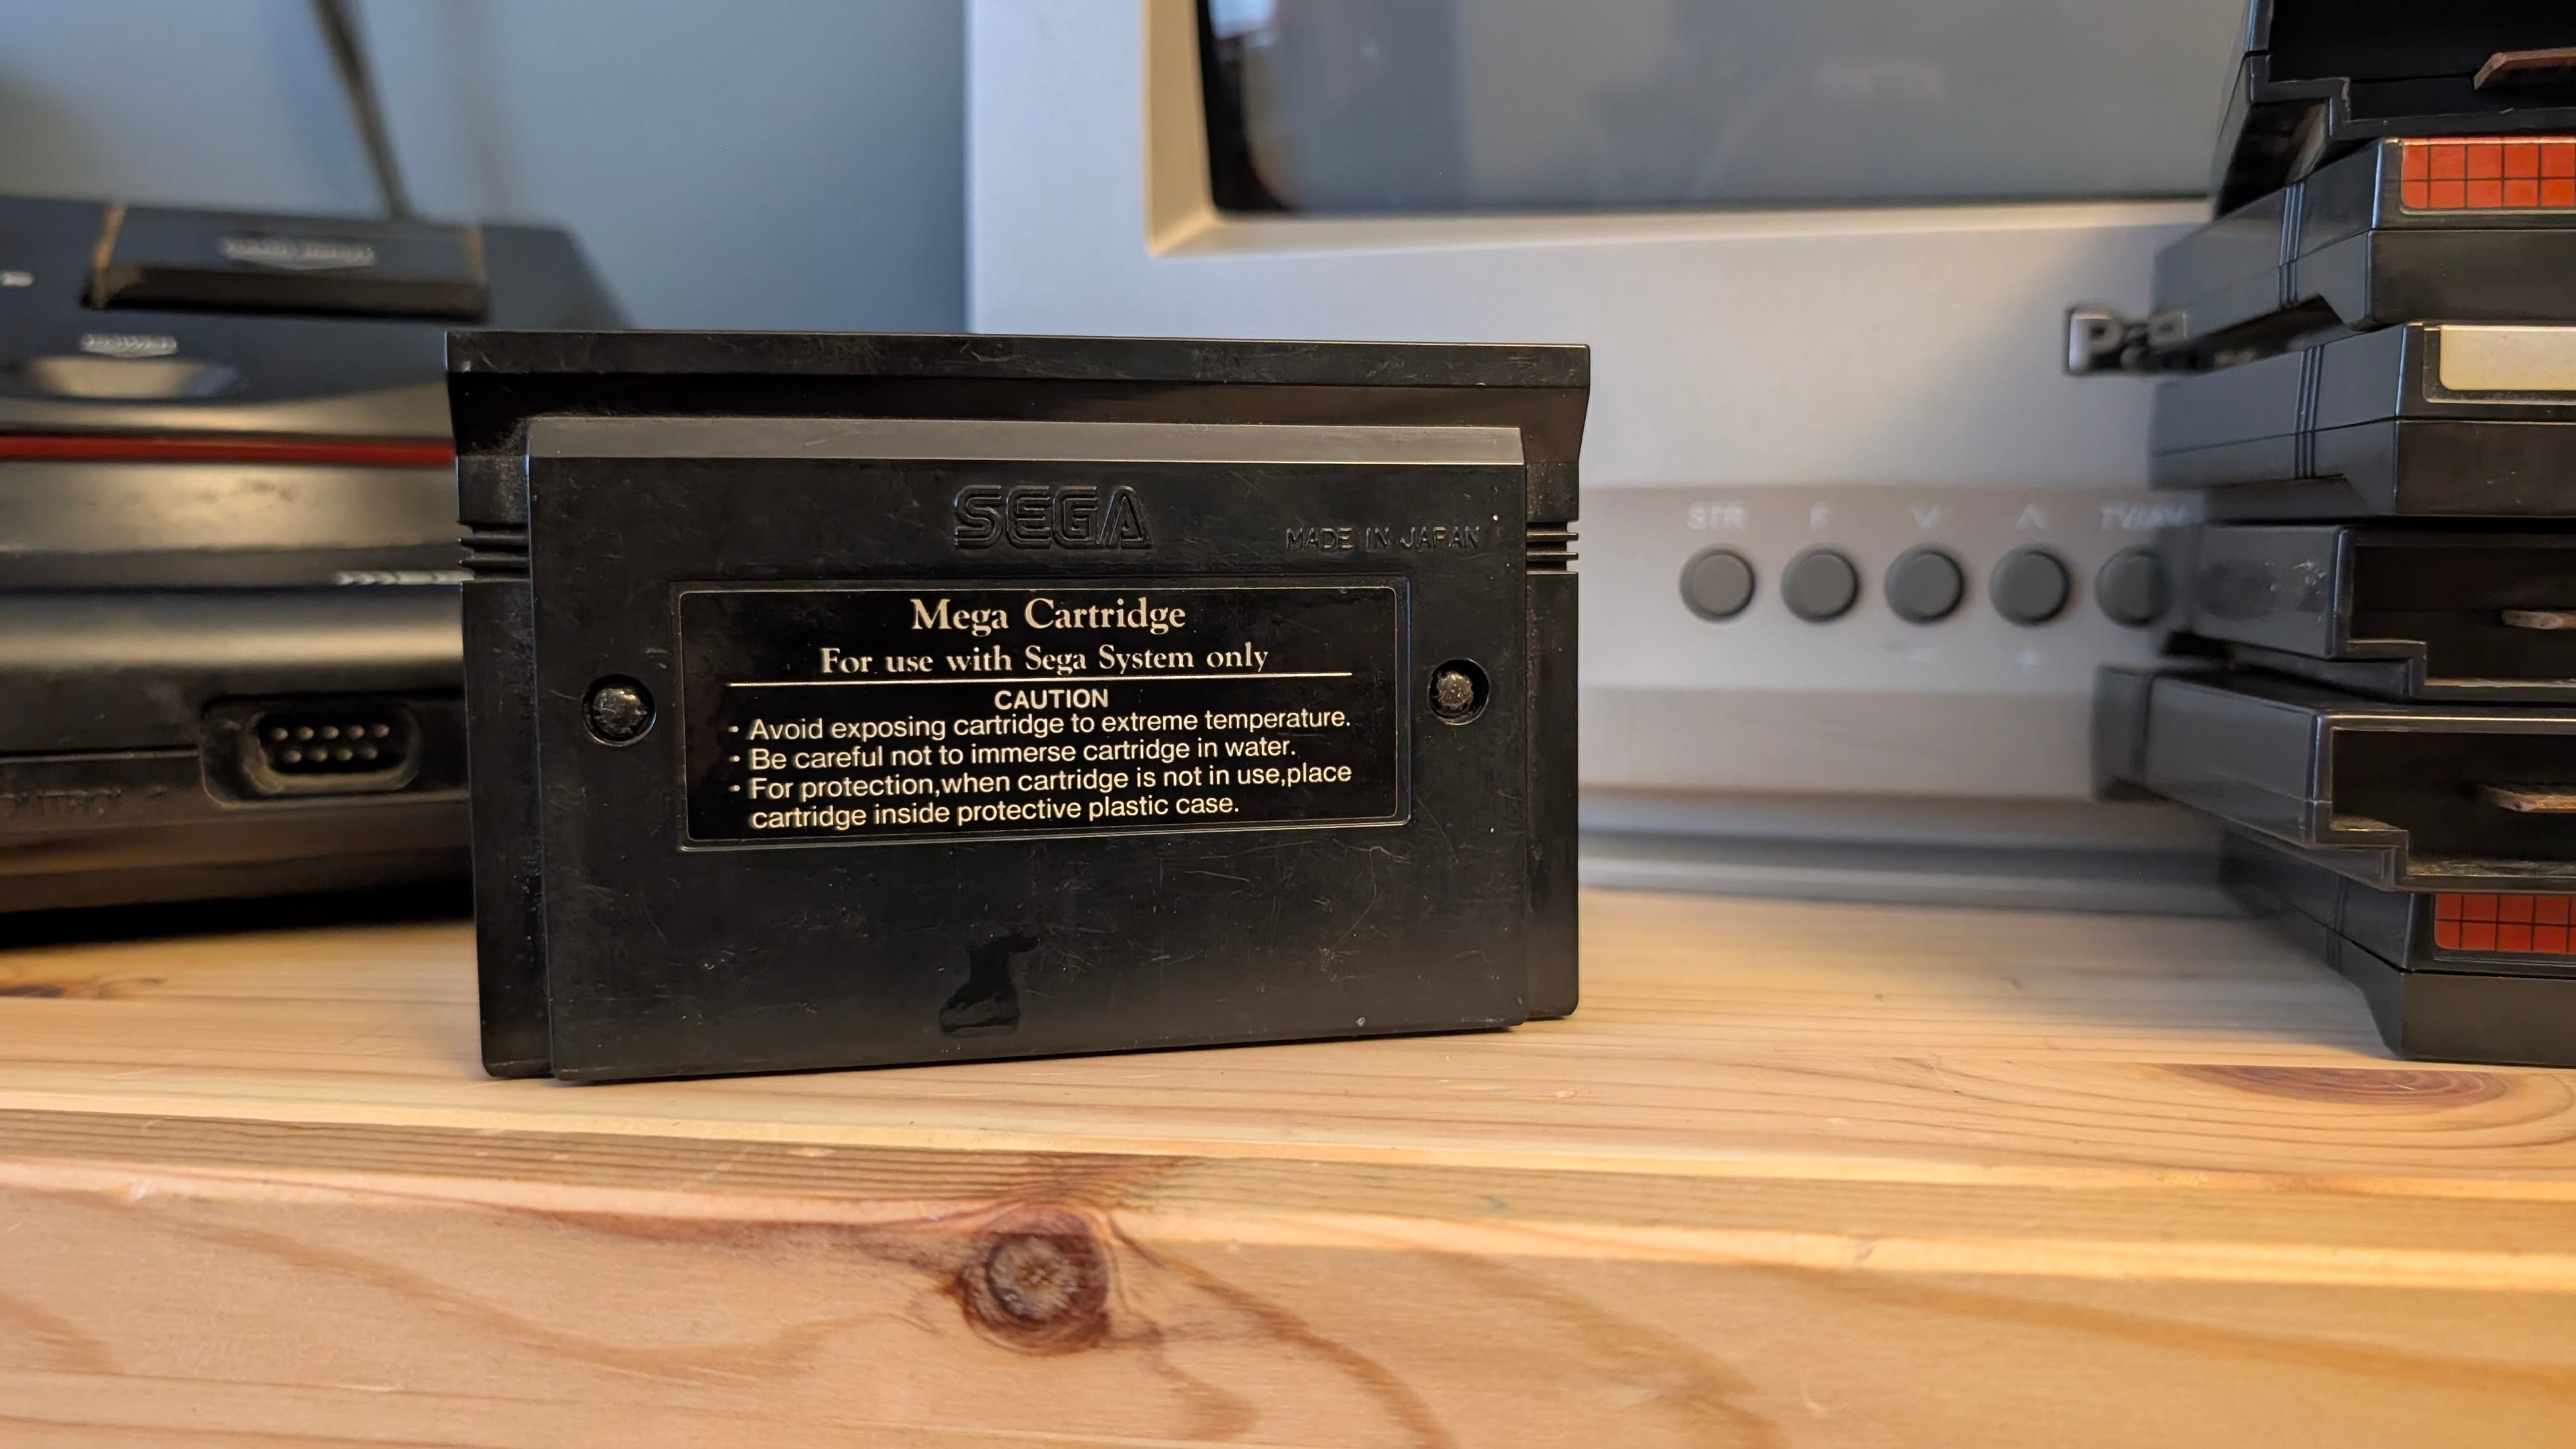 SEGA
MADE IN JAPAN
Mega Cartridge
For use with Sega System only
CAUTION
· Avoid exposing cartridge to extreme temperature.
· Be careful not to immerse cartridge in water.
· For protection,when cartridge is not in use,place
cartridge inside protective plastic case.
STR F TV/AV
- +